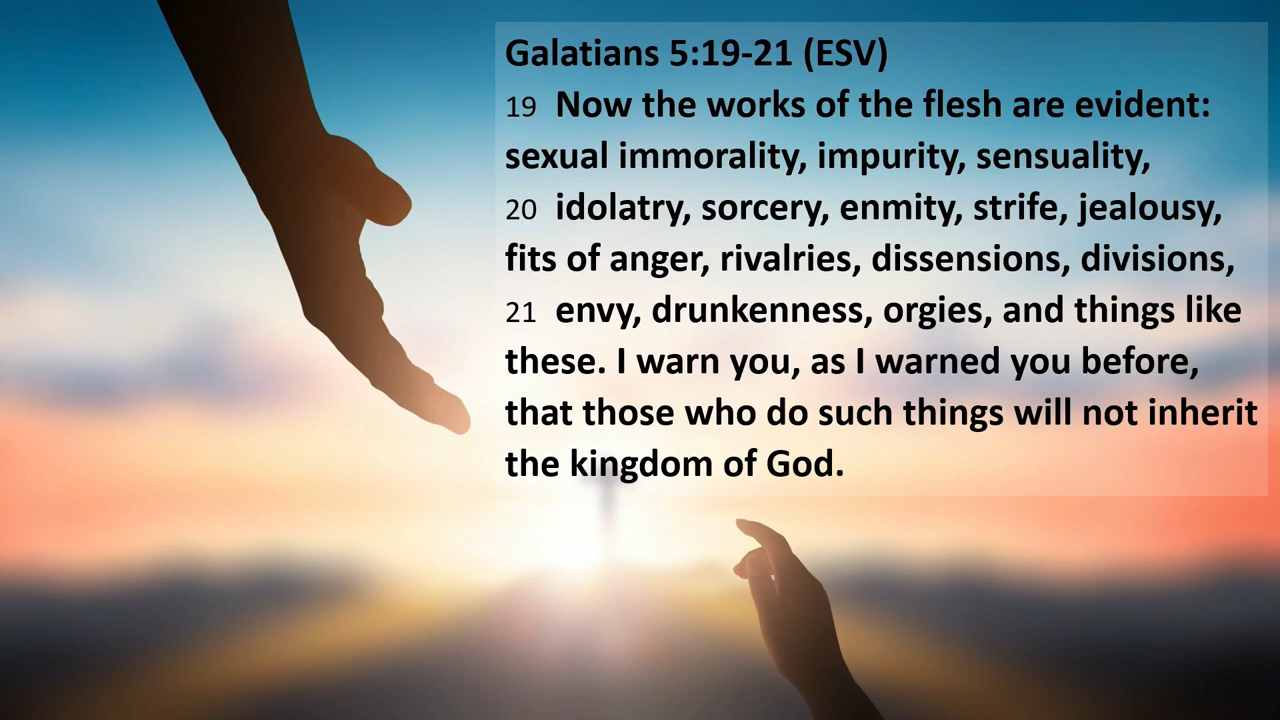 Galatians 5:19-21 (ESV)
19 Now the works of the flesh are evident:
sexual immorality, impurity, sensuality,
20 idolatry, sorcery, enmity, strife, jealousy,
fits of anger, rivalries, dissensions, divisions,
21 envy, drunkenness, orgies, and things like
these. I warn you, as I warned you before,
that those who do such things will not inherit
the kingdom of God.